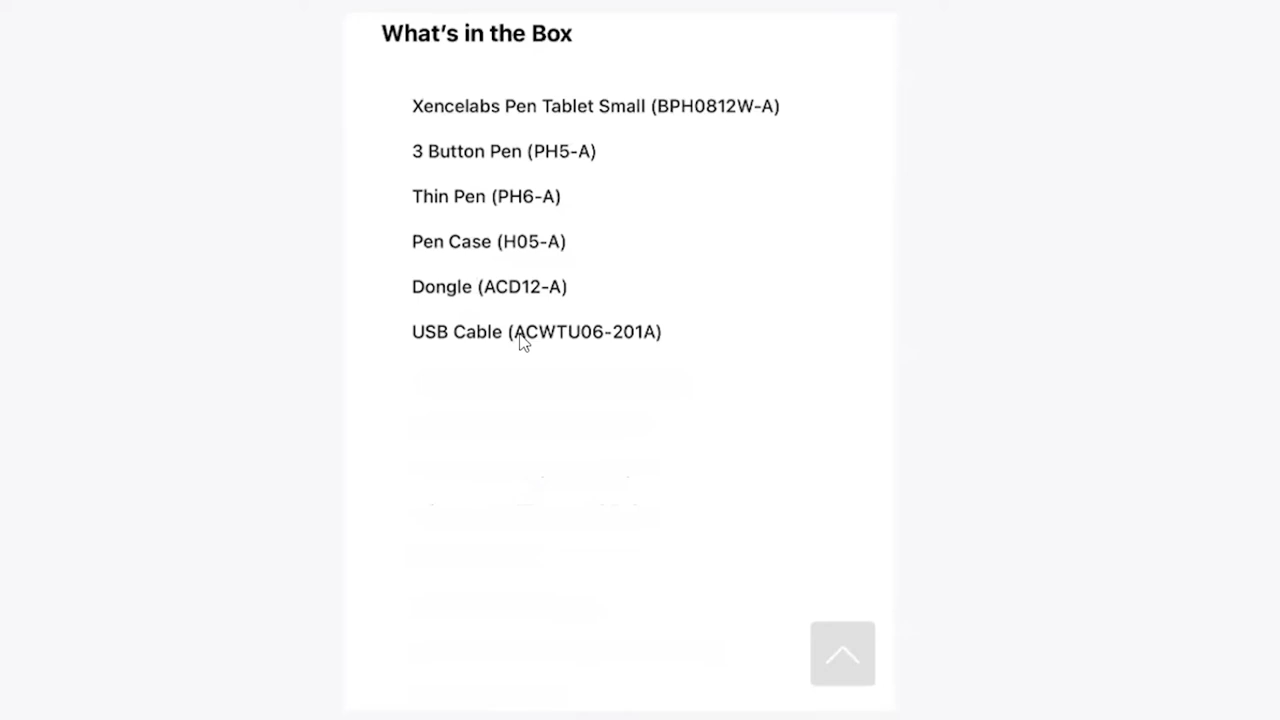 What's in the Box
Xencelabs Pen Tablet Small (BPH0812W-A)
3 Button Pen (PH5-A)
Thin Pen (PH6-A)
Pen Case (H05-A)
Dongle (ACD12-A)
USB Cable (ACWTU06-201A)